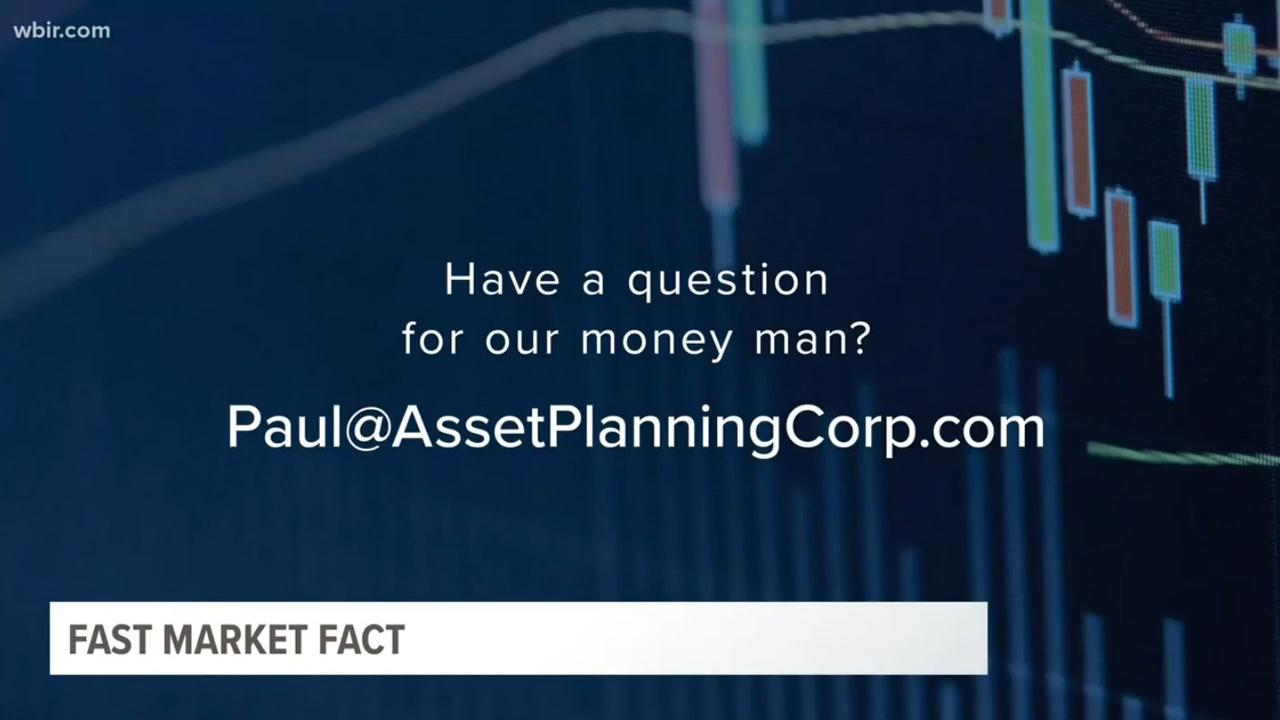 wbir.com
Have a question
for our money man?
Paul@AssetPlanningCorp.com
FAST MARKET FACT